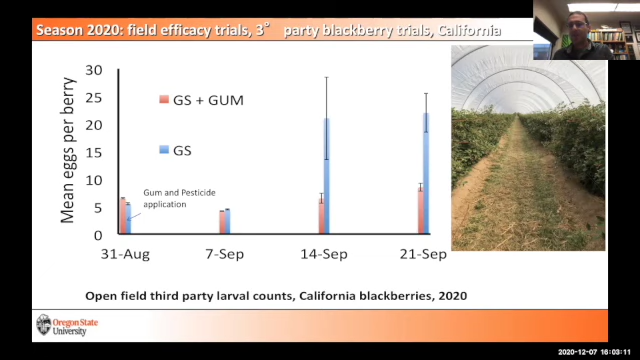 Season 2020: field efficacy trials, 3° party blackberry trials, California
30
25
20
15
10
5
0
Mean eggs per berry
GS + GUM
GS
Gum and Pesticide
application
31-Aug 7-Sep 14-Sep 21-Sep
Open field third party larval counts, California blackberries, 2020
Oregon State
University
2020-12-07 16:03:11